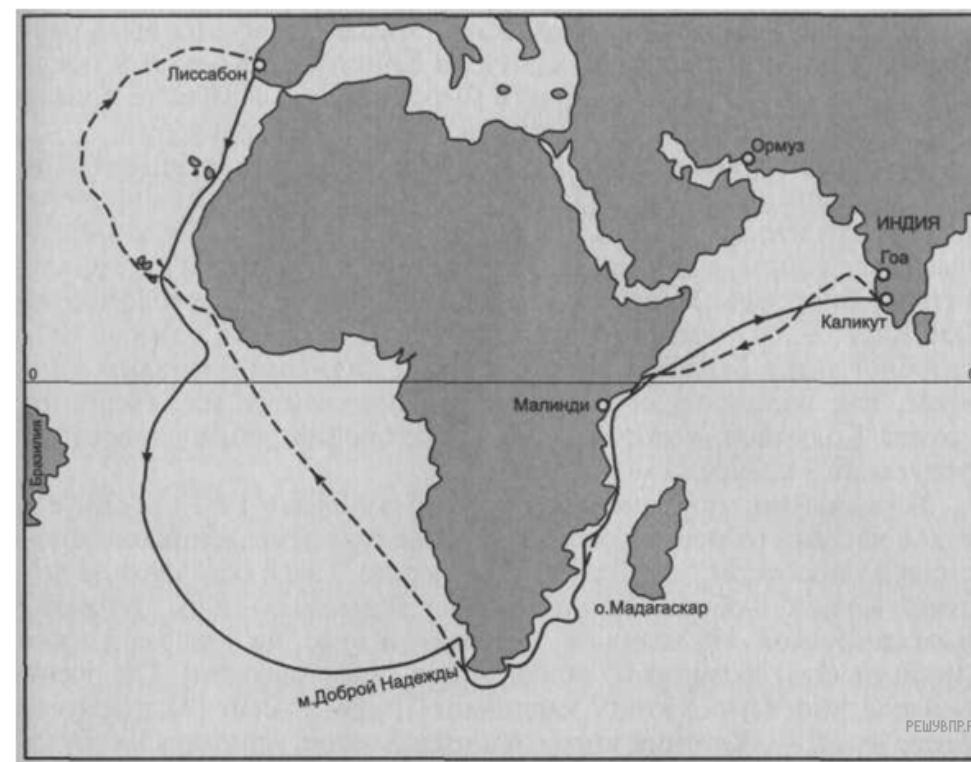 Лиссабон
Ормуз
ИНДИЯ
Гоа
Каликут
0
Малинди
Бразилия
о.Мадагаскар
м.Доброй Надежды
РЕШУВПР.Р